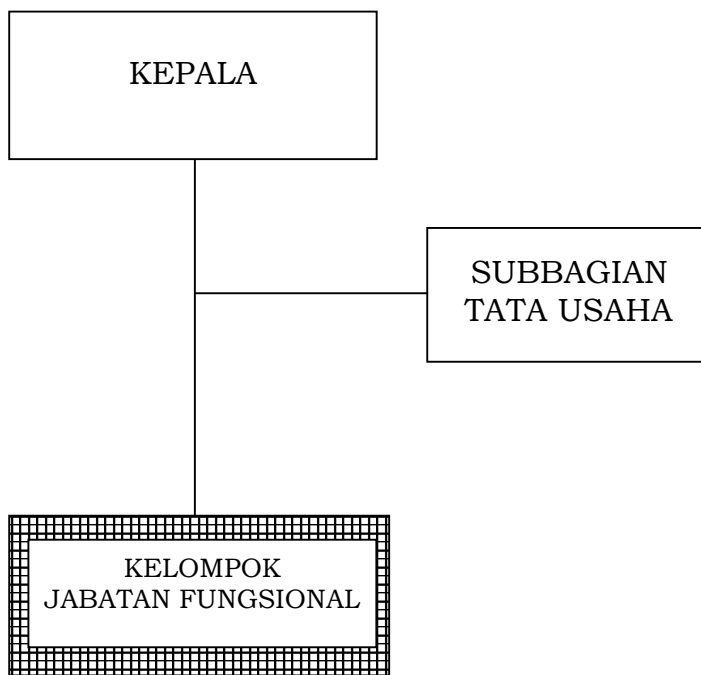 KEPALA
SUBBAGIAN
TATA USAHA
KELOMPOK
JABATAN FUNGSIONAL